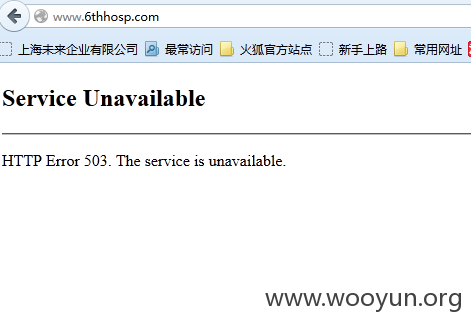 www.6thhosp.com
上海未来企业有限公司 最常访问 火狐官方站点 新手上路 常用网址
Service Unavailable
HTTP Error 503. The service is unavailable.
www.wooyun.org